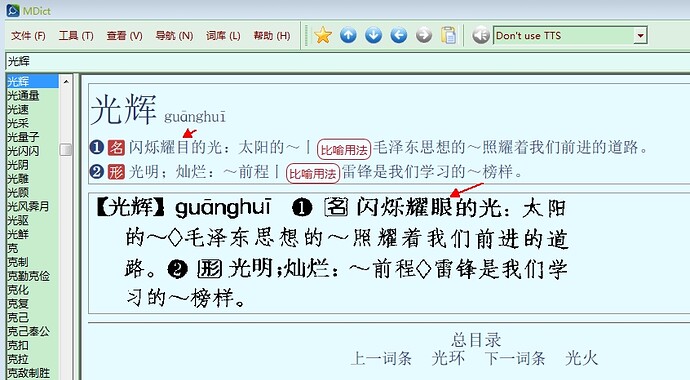 MDict
文件 (F) 工具 (T) 查看 (V) 导航 (N) 词库 (L) 帮助 (H) Don't use TTS
光辉
光辉
光通量
光速
光采
光量子
光闪闪
光阴
光雕
光颐
光风霁月
光驱
光鲜
克
克制
克勤克俭
克化
克复
克己
克己奉公
克扣
克拉
克敌制胜
光辉 guānghuī
❶ 名 闪烁耀目的光：太阳的～｜比喻用法 毛泽东思想的～照耀着我们前进的道路。
❷ 形 光明；灿烂：～前程｜比喻用法 雷锋是我们学习的～榜样。
【光辉】guānghuī ❶ 名 闪烁耀眼的光：太阳
的～◇毛泽东思想的～照耀着我们前进的道
路。❷ 形 光明；灿烂：～前程◇雷锋是我们学
习的～榜样。
总目录
上一词条 光环 下一词条 光火